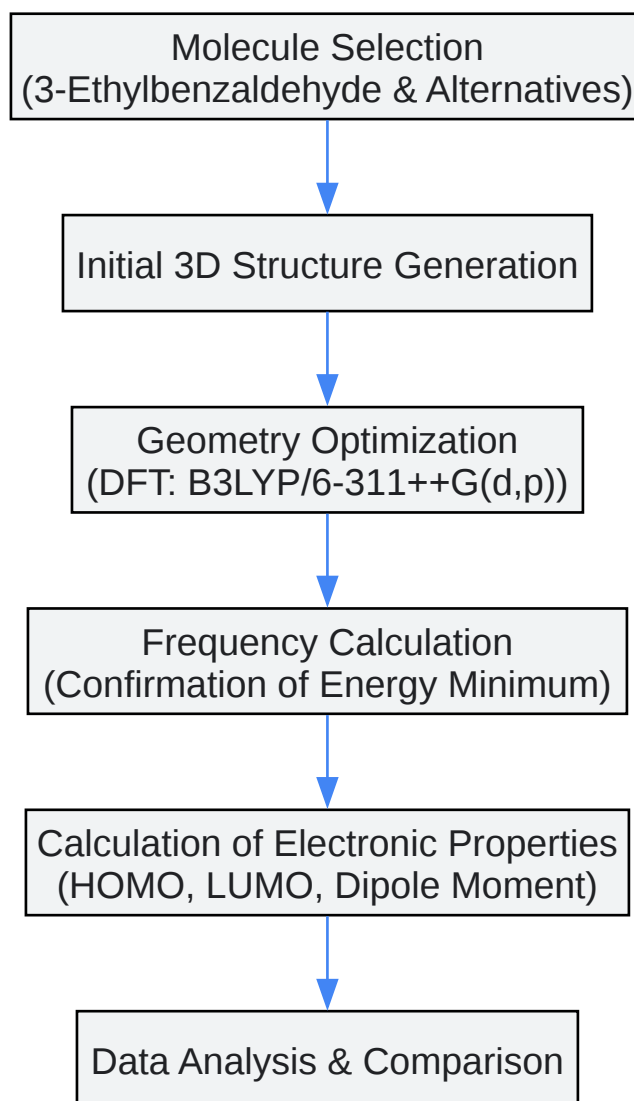 Molecule Selection
(3-Ethylbenzaldehyde & Alternatives)
Initial 3D Structure Generation
Geometry Optimization
(DFT: B3LYP/6-311++G(d,p))
Frequency Calculation
(Confirmation of Energy Minimum)
Calculation of Electronic Properties
(HOMO, LUMO, Dipole Moment)
Data Analysis & Comparison